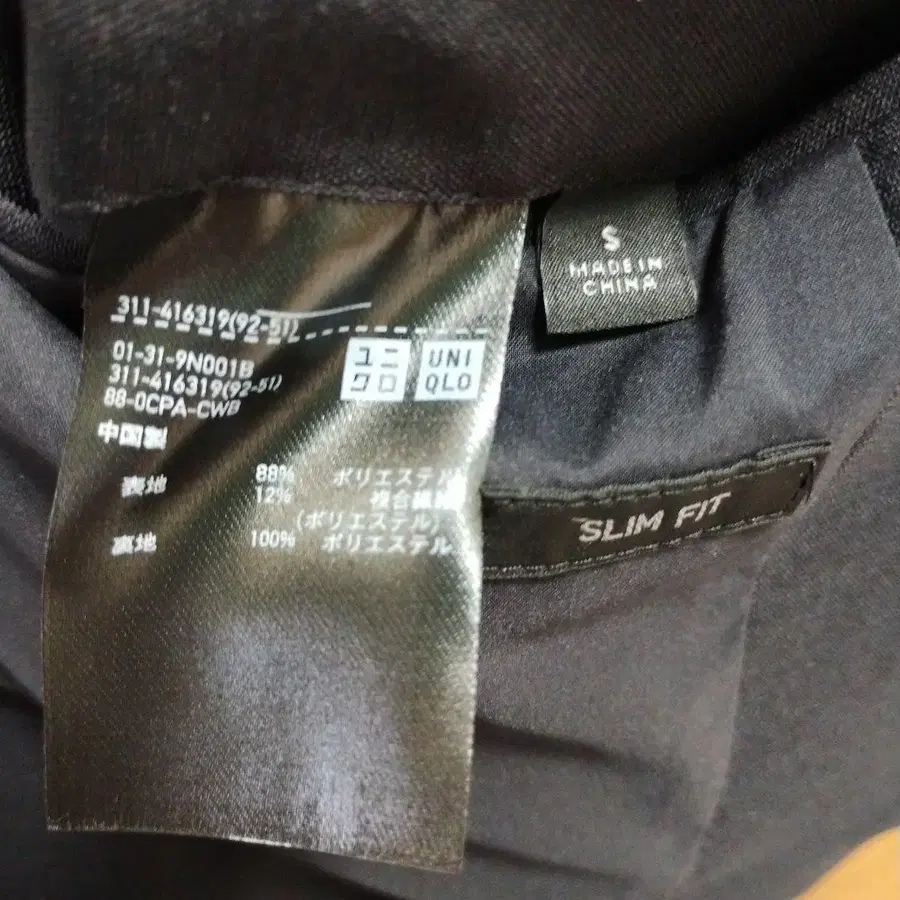 311-416319(92-51)
01-31-9N001B
311-416319(92-51)
88-0CPA-CWB
中国製
ユニ
クロ
UNI
QLO
表地 88% ポリエステル
12% 複合繊維
(ポリエステル)
裏地 100% ポリエステル
S
MADE IN
CHINA
SLIM FIT